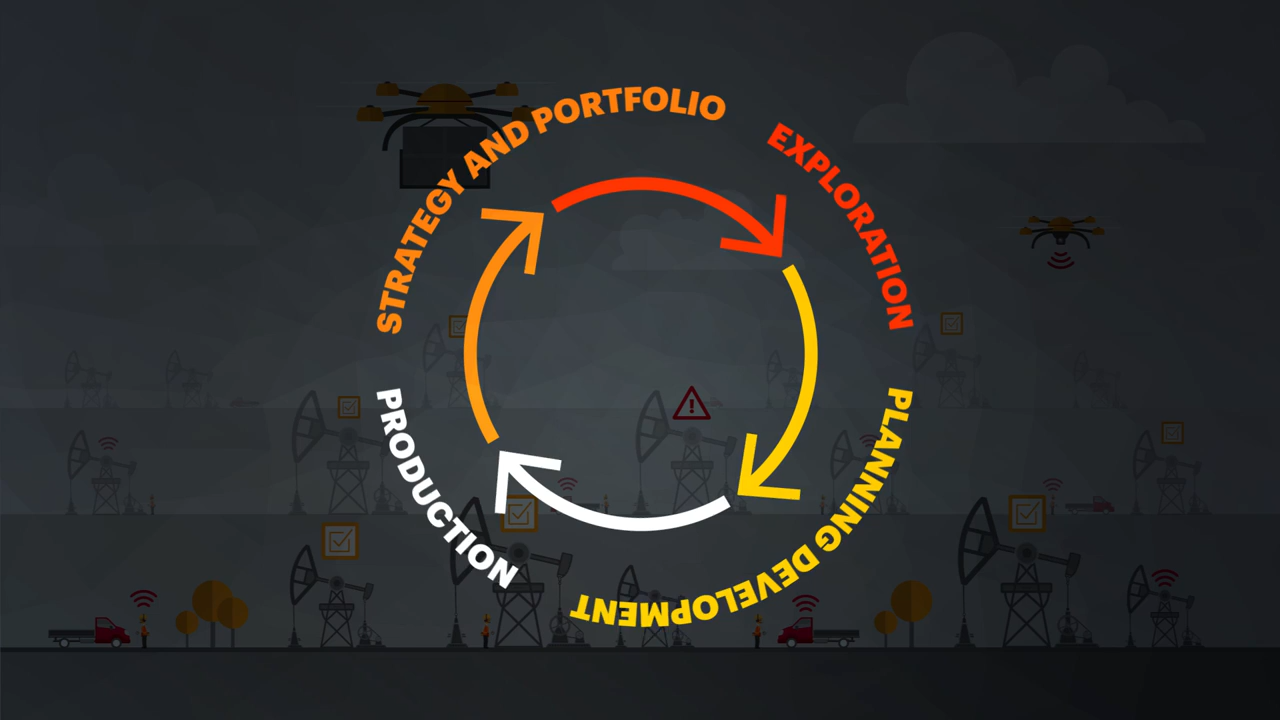 STRATEGY AND PORTFOLIO
EXPLORATION
PLANNING DEVELOPMENT
PRODUCTION